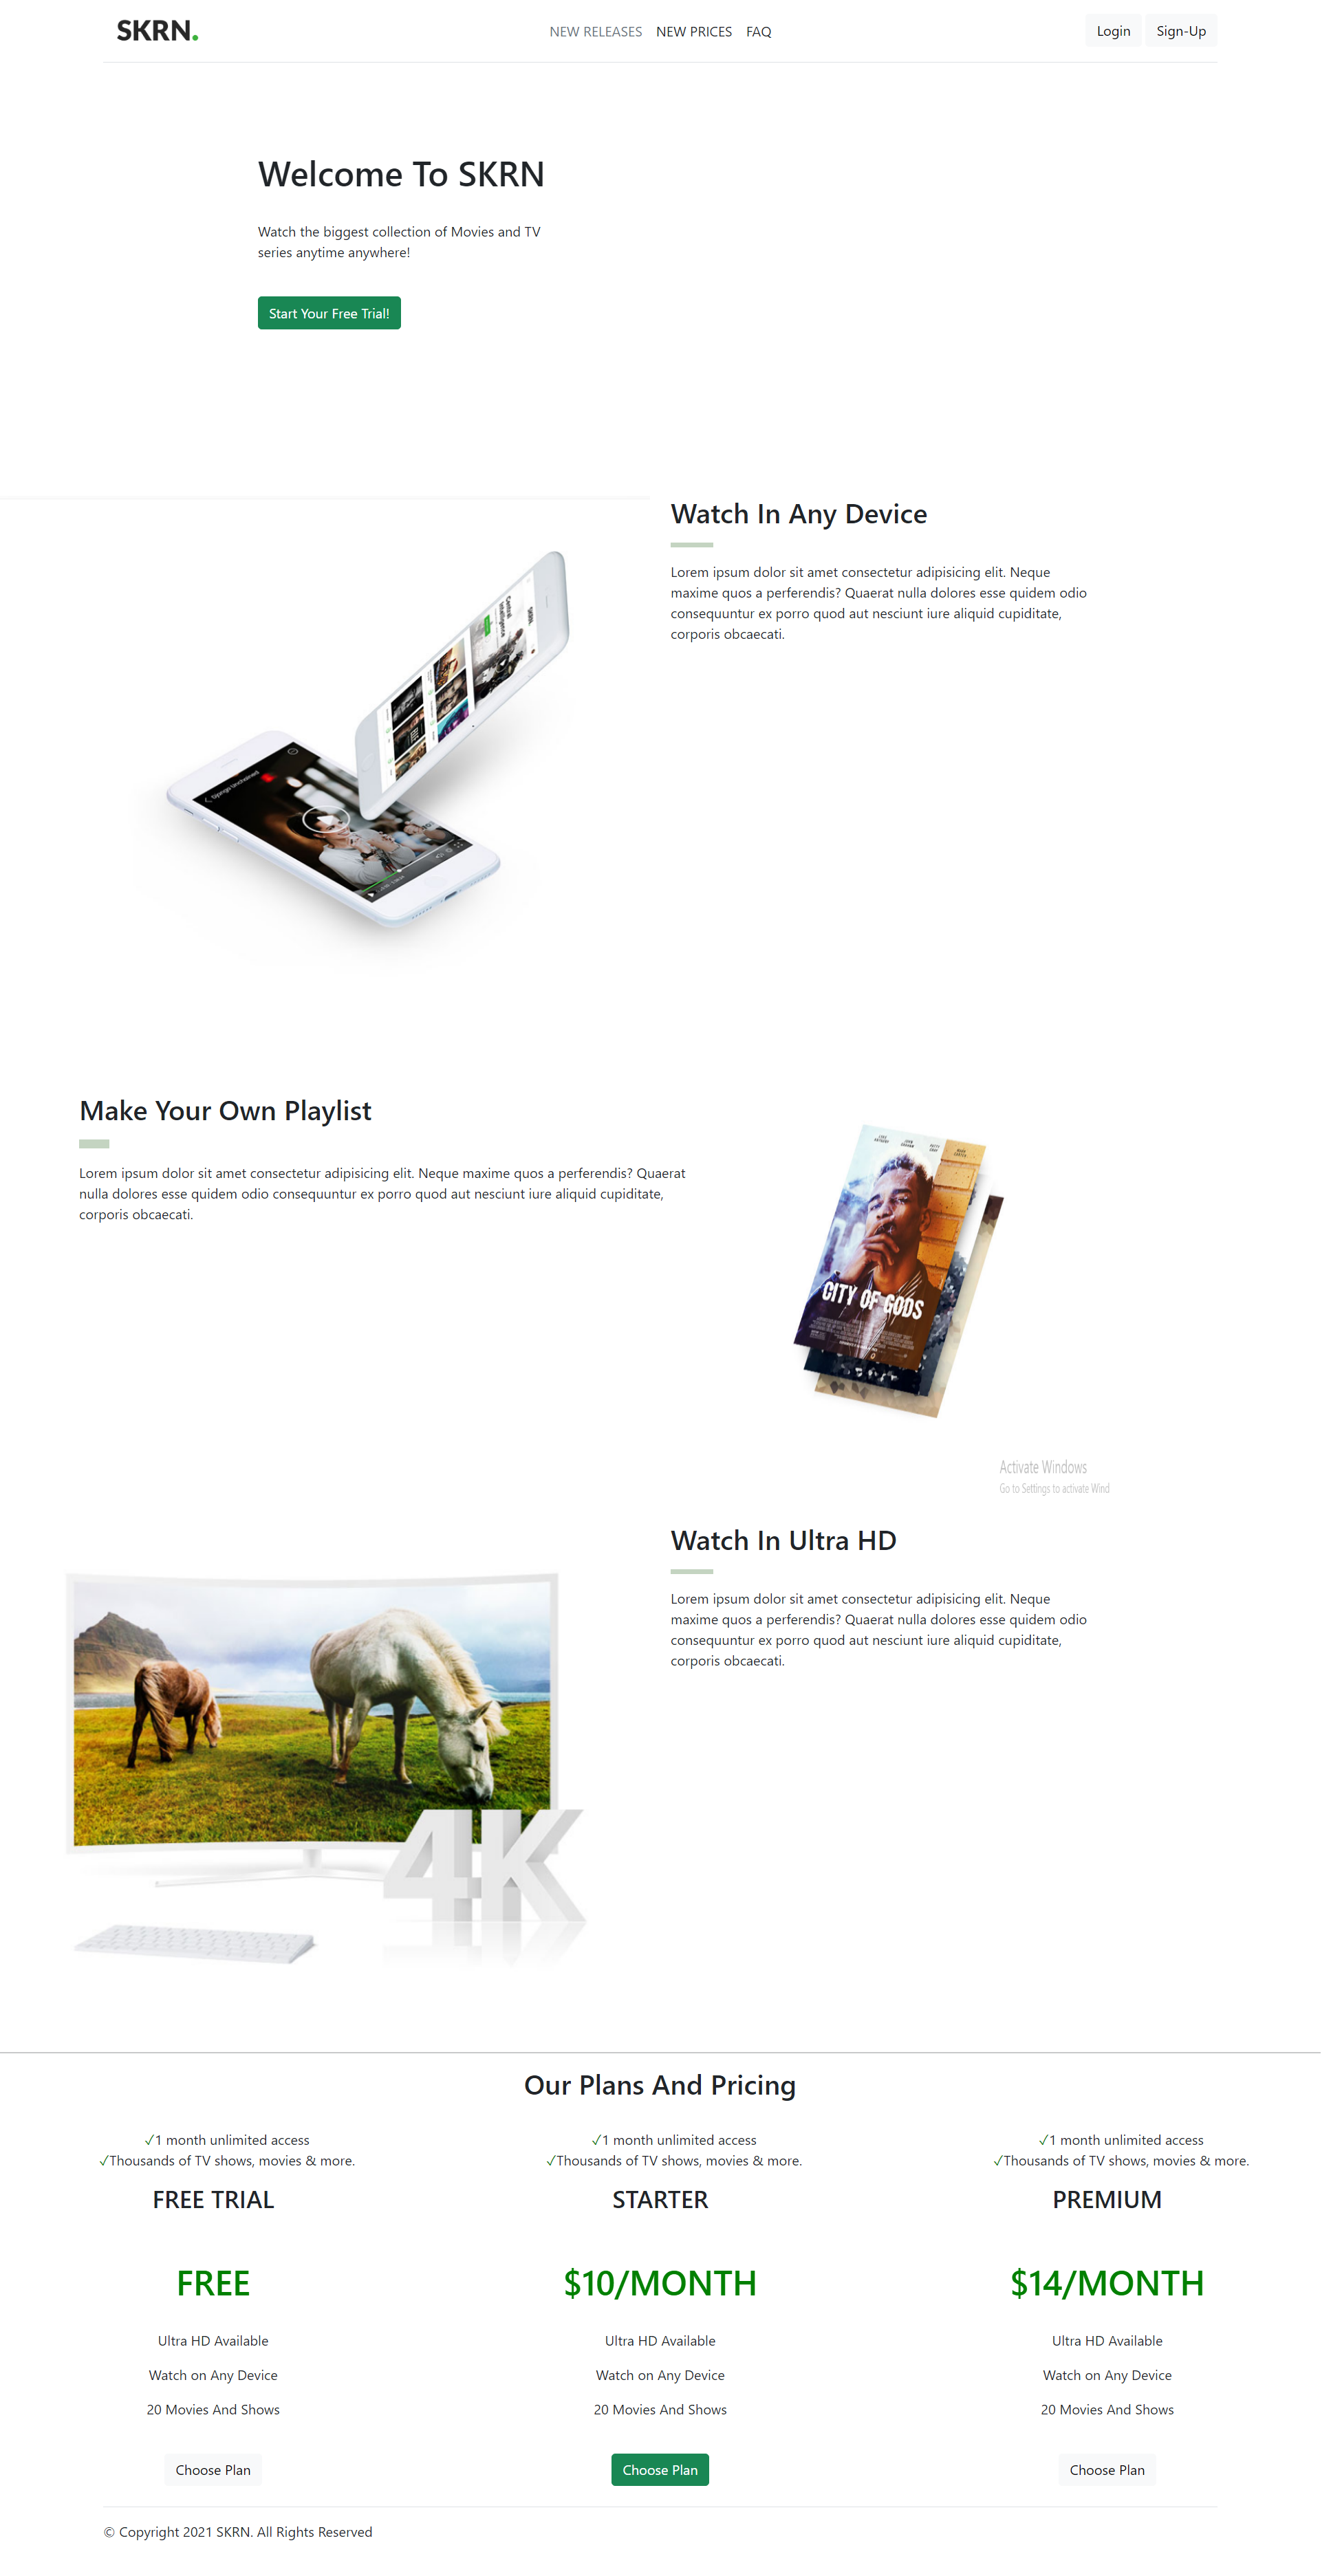 SKRN.
NEW RELEASES NEW PRICES FAQ
Login Sign-Up
Welcome To SKRN
Watch the biggest collection of Movies and TV
series anytime anywhere!
Start Your Free Trial!
Watch In Any Device
Lorem ipsum dolor sit amet consectetur adipisicing elit. Neque
maxime quos a perferendis? Quaerat nulla dolores esse quidem odio
consequuntur ex porro quod aut nesciunt iure aliquid cupiditate,
corporis obcaecati.
SKRN.
Central
Intelligence
Django Unchained
Make Your Own Playlist
Lorem ipsum dolor sit amet consectetur adipisicing elit. Neque maxime quos a perferendis? Quaerat
nulla dolores esse quidem odio consequuntur ex porro quod aut nesciunt iure aliquid cupiditate,
corporis obcaecati.
CITY OF GODS
Activate Windows
Go to Settings to activate Wind
Watch In Ultra HD
Lorem ipsum dolor sit amet consectetur adipisicing elit. Neque
maxime quos a perferendis? Quaerat nulla dolores esse quidem odio
consequuntur ex porro quod aut nesciunt iure aliquid cupiditate,
corporis obcaecati.
4K
Our Plans And Pricing
✓1 month unlimited access
✓Thousands of TV shows, movies & more.
FREE TRIAL
FREE
Ultra HD Available
Watch on Any Device
20 Movies And Shows
Choose Plan
✓1 month unlimited access
✓Thousands of TV shows, movies & more.
STARTER
$10/MONTH
Ultra HD Available
Watch on Any Device
20 Movies And Shows
Choose Plan
✓1 month unlimited access
✓Thousands of TV shows, movies & more.
PREMIUM
$14/MONTH
Ultra HD Available
Watch on Any Device
20 Movies And Shows
Choose Plan
© Copyright 2021 SKRN. All Rights Reserved